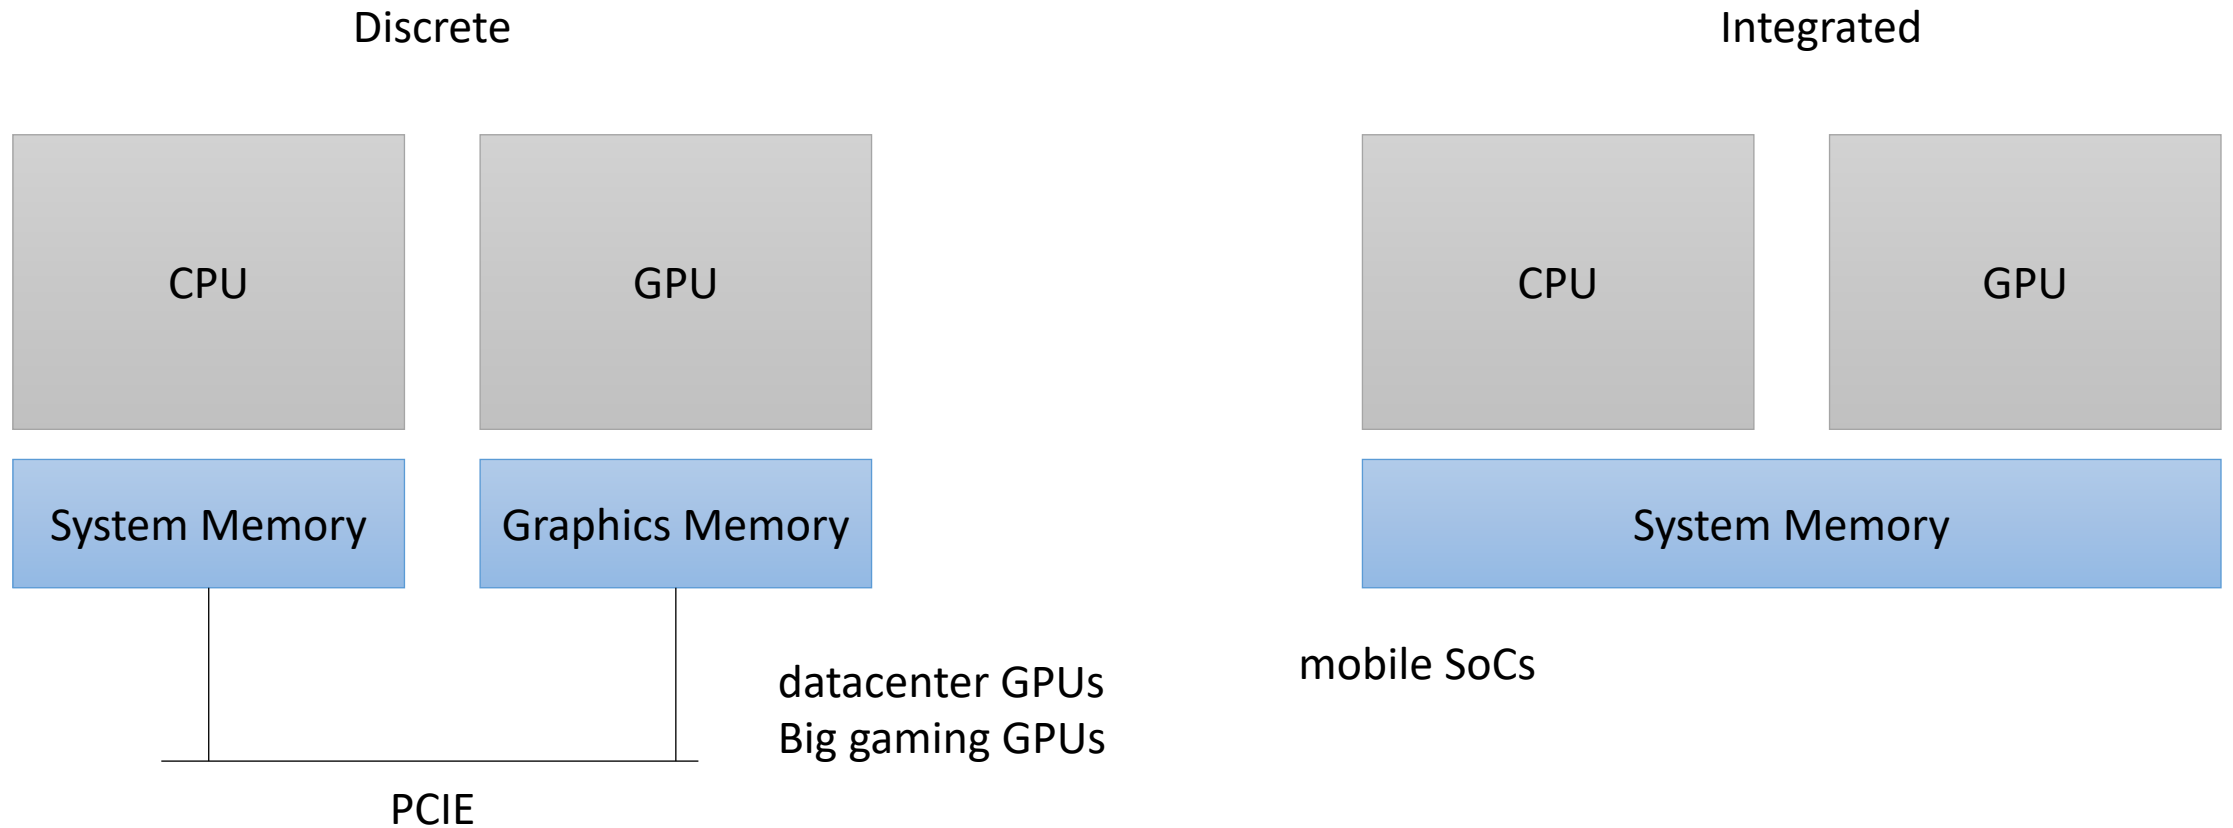 Discrete
CPU
GPU
System Memory
Graphics Memory
datacenter GPUs
Big gaming GPUs
PCIE
Integrated
CPU
GPU
System Memory
mobile SoCs